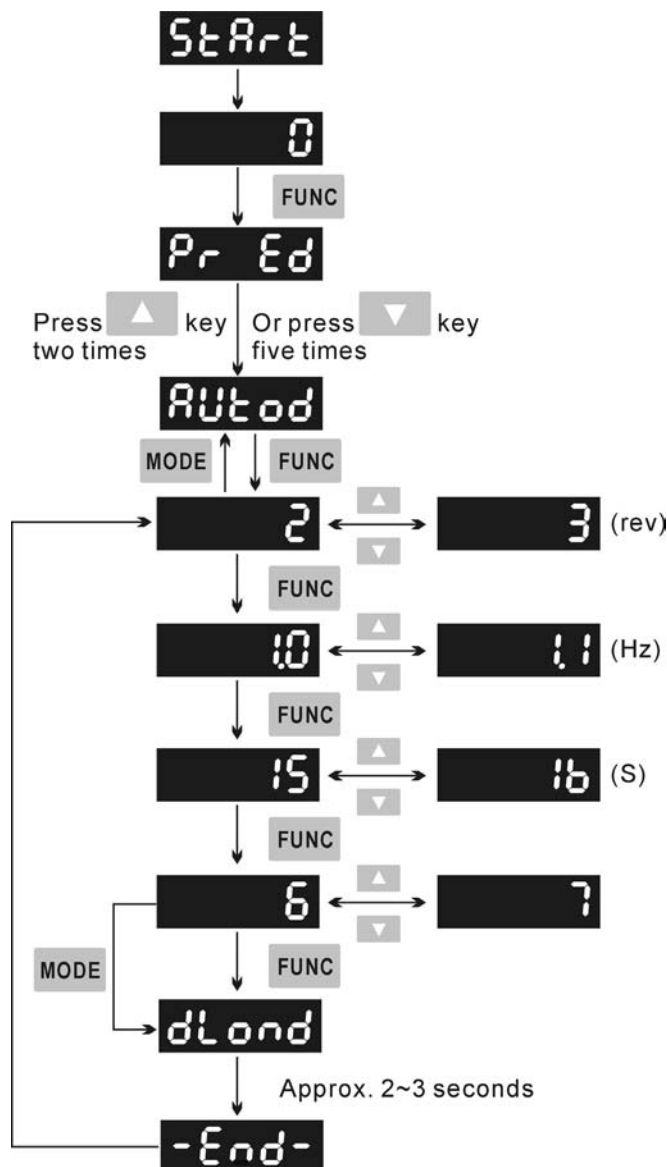 StArt
0
FUNC
Pr Ed
Press key Or press key
two times five times
AUtod
MODE FUNC
2 3 (rev)
FUNC
1.0 1.1 (Hz)
FUNC
15 16 (S)
FUNC
6 7
MODE FUNC
dLond
Approx. 2~3 seconds
-End-